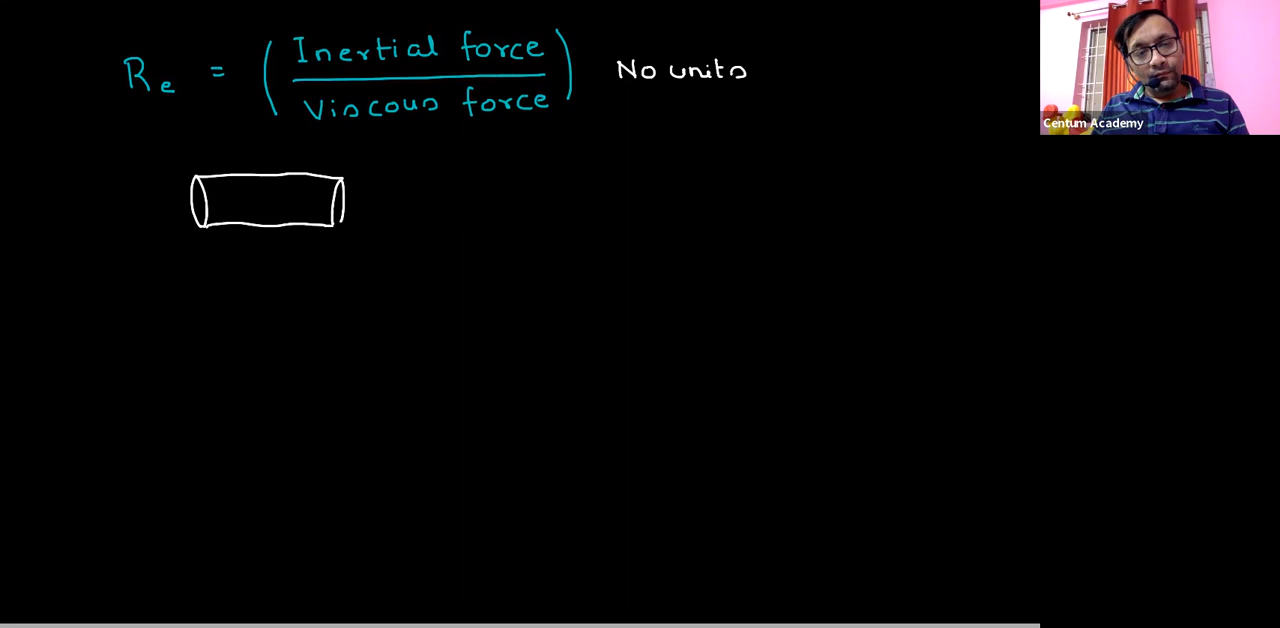 Re = (Inertial force / Viscous force) No units
Centum Academy